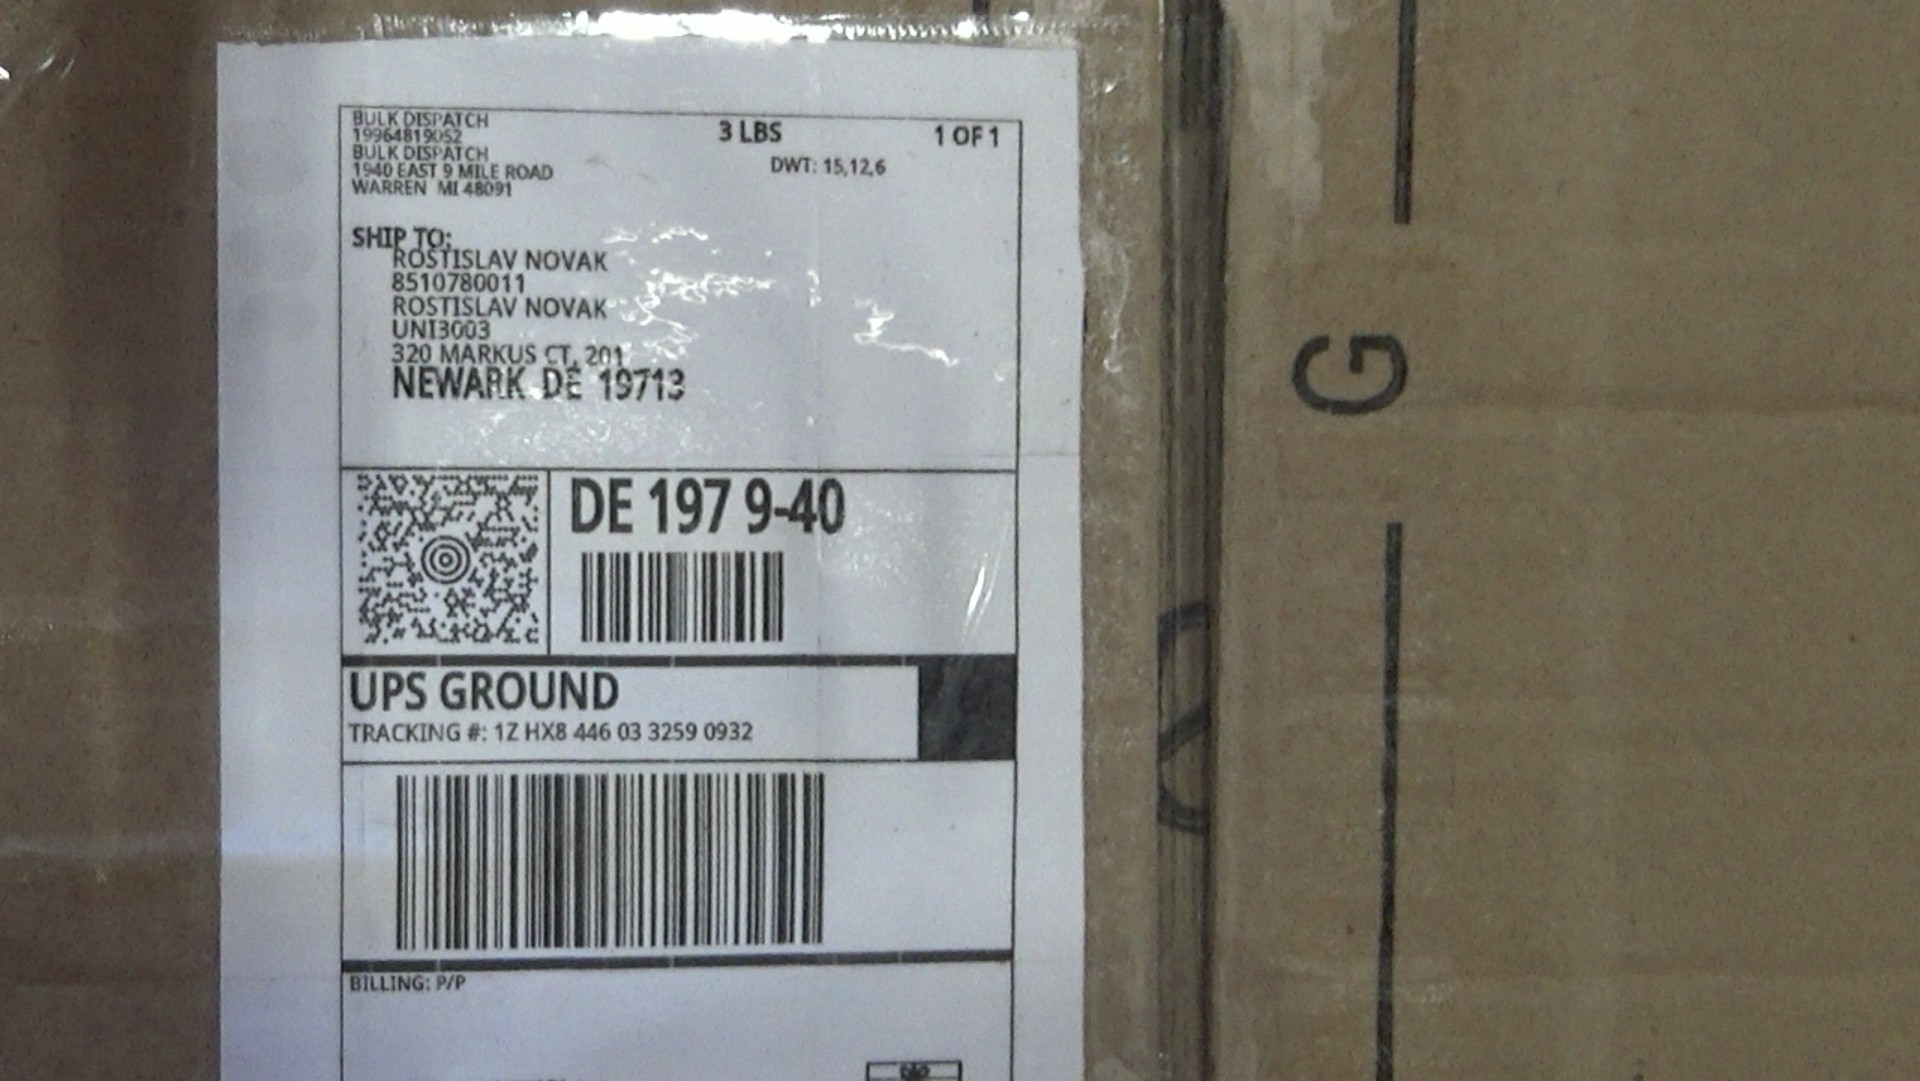 BULK DISPATCH
19964819052
BULK DISPATCH
1940 EAST 9 MILE ROAD
WARREN MI 48091
3 LBS
1 OF 1
DWT: 15,12,6
SHIP TO:
ROSTISLAV NOVAK
8510780011
ROSTISLAV NOVAK
UNI3003
320 MARKUS CT, 201
NEWARK DE 19713
DE 197 9-40
UPS GROUND
TRACKING #: 1Z HX8 446 03 3259 0932
BILLING: P/P
G